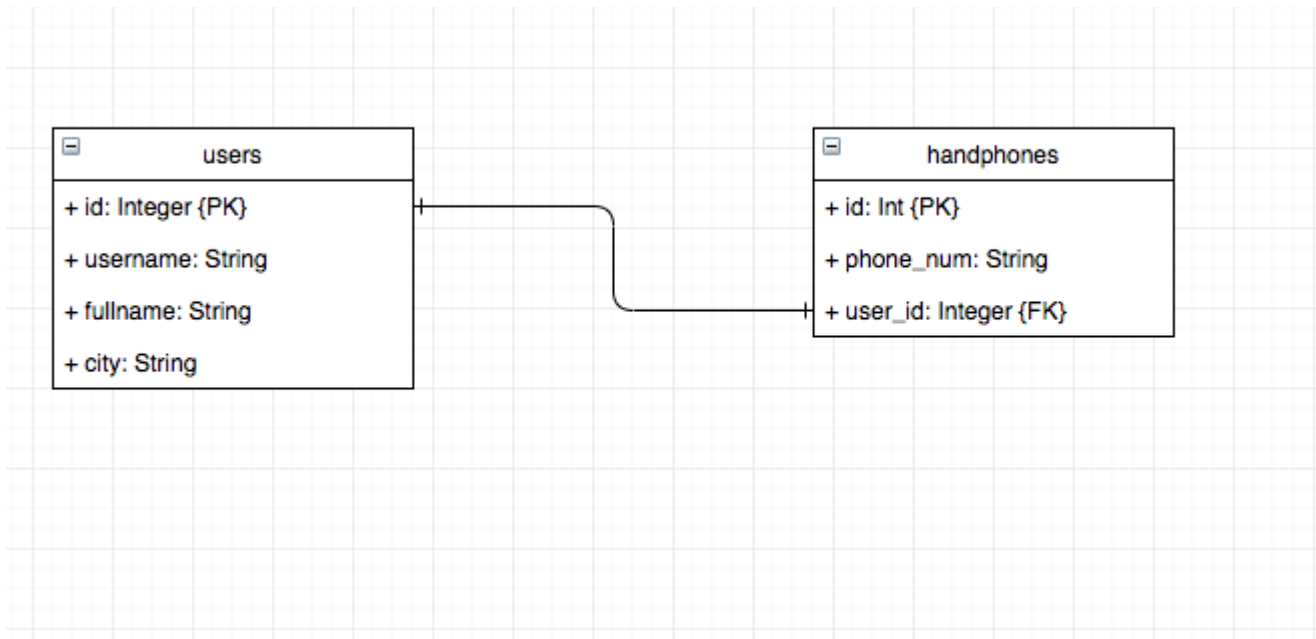 users
+ id: Integer {PK}
+ username: String
+ fullname: String
+ city: String
handphones
+ id: Int {PK}
+ phone_num: String
+ user_id: Integer {FK}